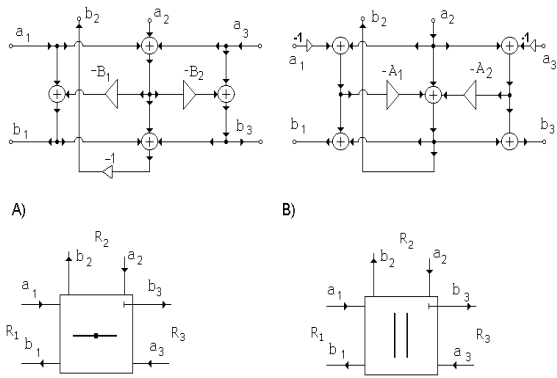 b2 a2 b2 a2
a1 a3 -1 -1
a1 a3
-B1 -B2 -A1 -A2
b1 b3 b1 b3
-1
A) B)
R2 R2
b2 a2 b2 a2
a1 b3 a1 b3
R1 R3 R1 R3
b1 a3 b1 a3